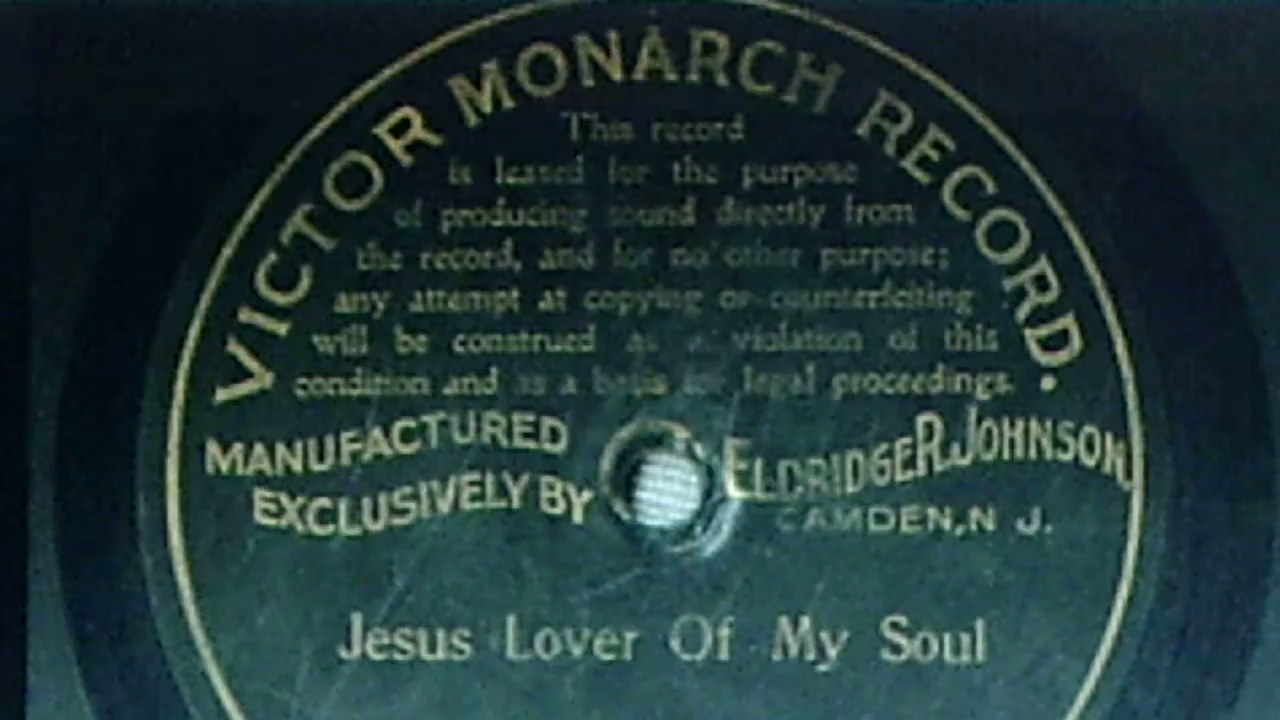 VICTOR MONARCH RECORD.
This record
is leased for the purpose
of producing sound directly from
the record, and for no other purpose;
any attempt at copying or counterfeiting
will be construed as a violation of this
condition and as a basis for legal proceedings.
MANUFACTURED
EXCLUSIVELY BY
ELDRIDGE R. JOHNSON,
CAMDEN, N J.
Jesus Lover Of My Soul